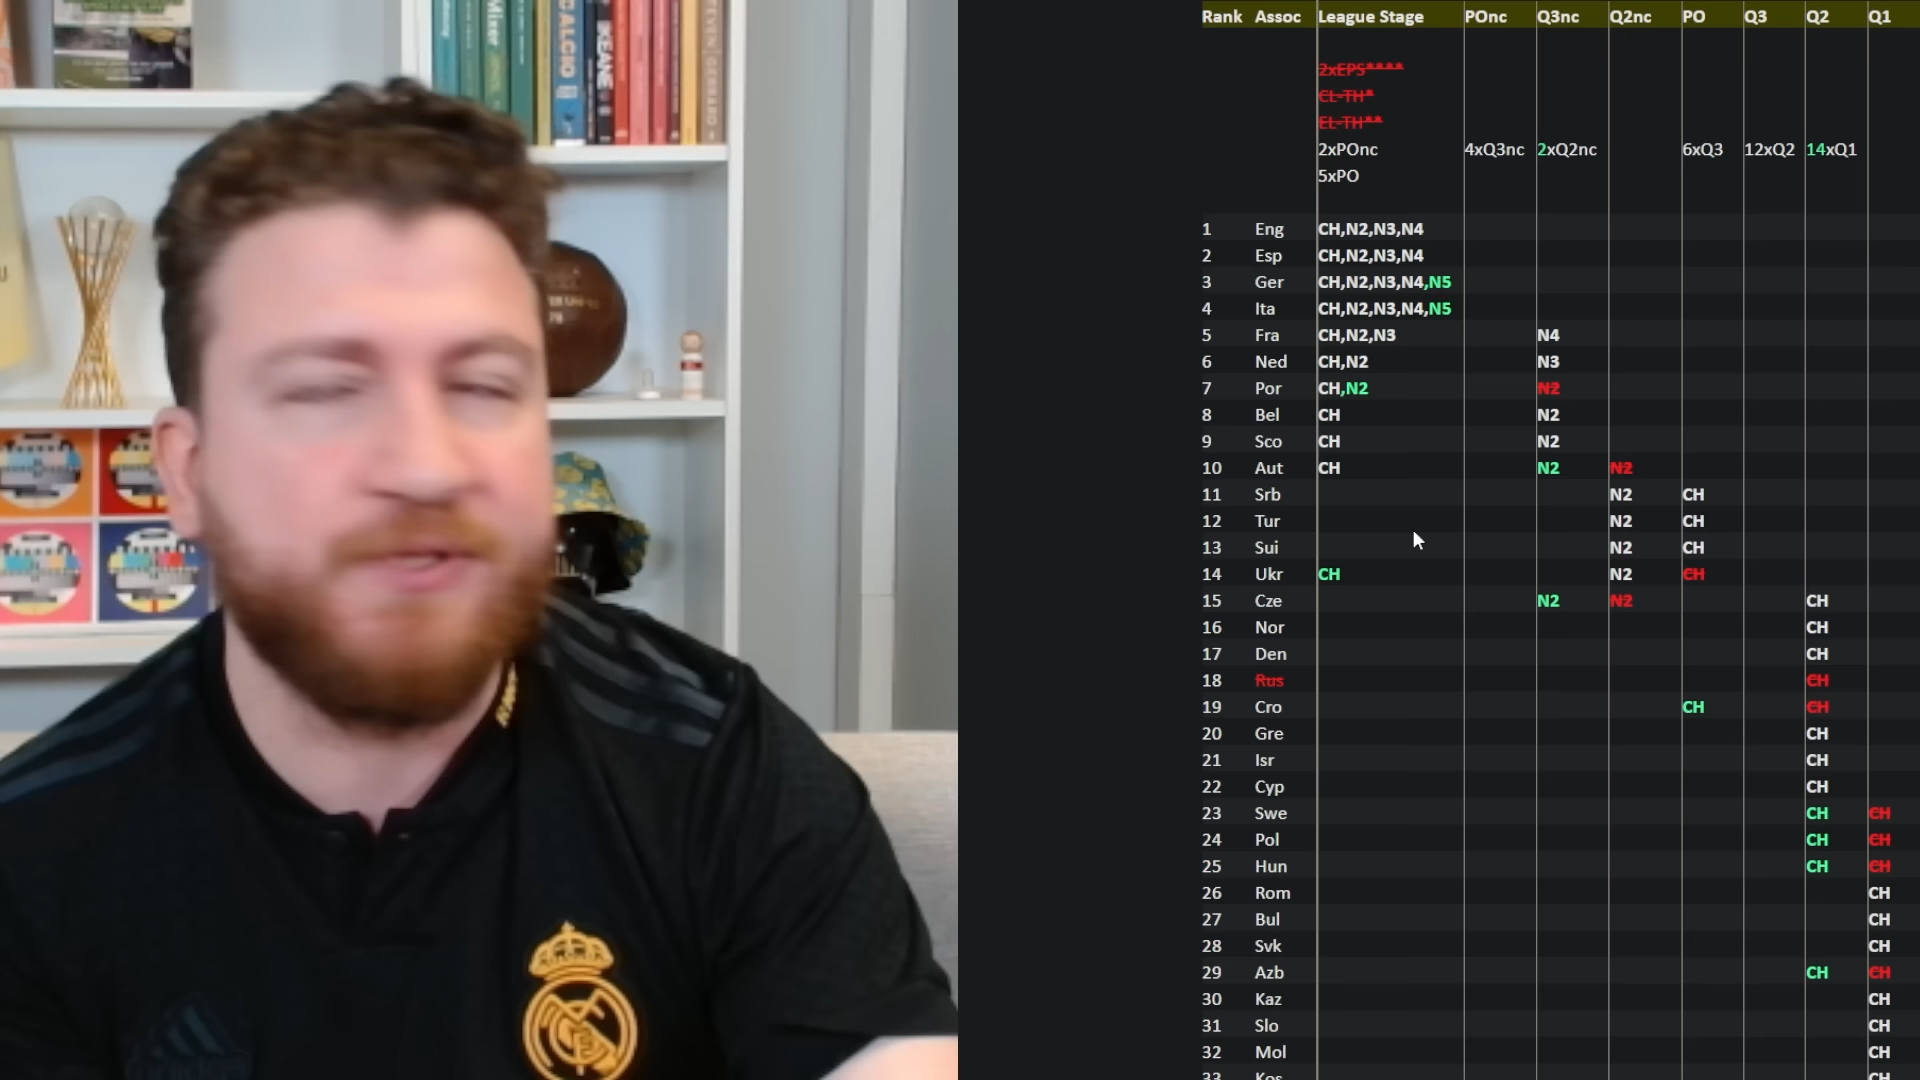 Miner
CALCIO
KEANE
STEVEN GERRARD
Rank Assoc League Stage POnc Q3nc Q2nc PO Q3 Q2 Q1
2xEPS****
CL-TH*
EL-TH**
2xPOnc 4xQ3nc 2xQ2nc 6xQ3 12xQ2 14xQ1
5xPO
1 Eng CH,N2,N3,N4
2 Esp CH,N2,N3,N4
3 Ger CH,N2,N3,N4,N5
4 Ita CH,N2,N3,N4,N5
5 Fra CH,N2,N3 N4
6 Ned CH,N2 N3
7 Por CH,N2 N2
8 Bel CH N2
9 Sco CH N2
10 Aut CH N2 N2
11 Srb N2 CH
12 Tur N2 CH
13 Sui N2 CH
14 Ukr CH N2 CH
15 Cze N2 N2 CH
16 Nor CH
17 Den CH
18 Rus CH
19 Cro CH CH
20 Gre CH
21 Isr CH
22 Cyp CH
23 Swe CH CH
24 Pol CH CH
25 Hun CH CH
26 Rom CH
27 Bul CH
28 Svk CH
29 Azb CH CH
30 Kaz CH
31 Slo CH
32 Mol CH
33 Kos CH
adidas